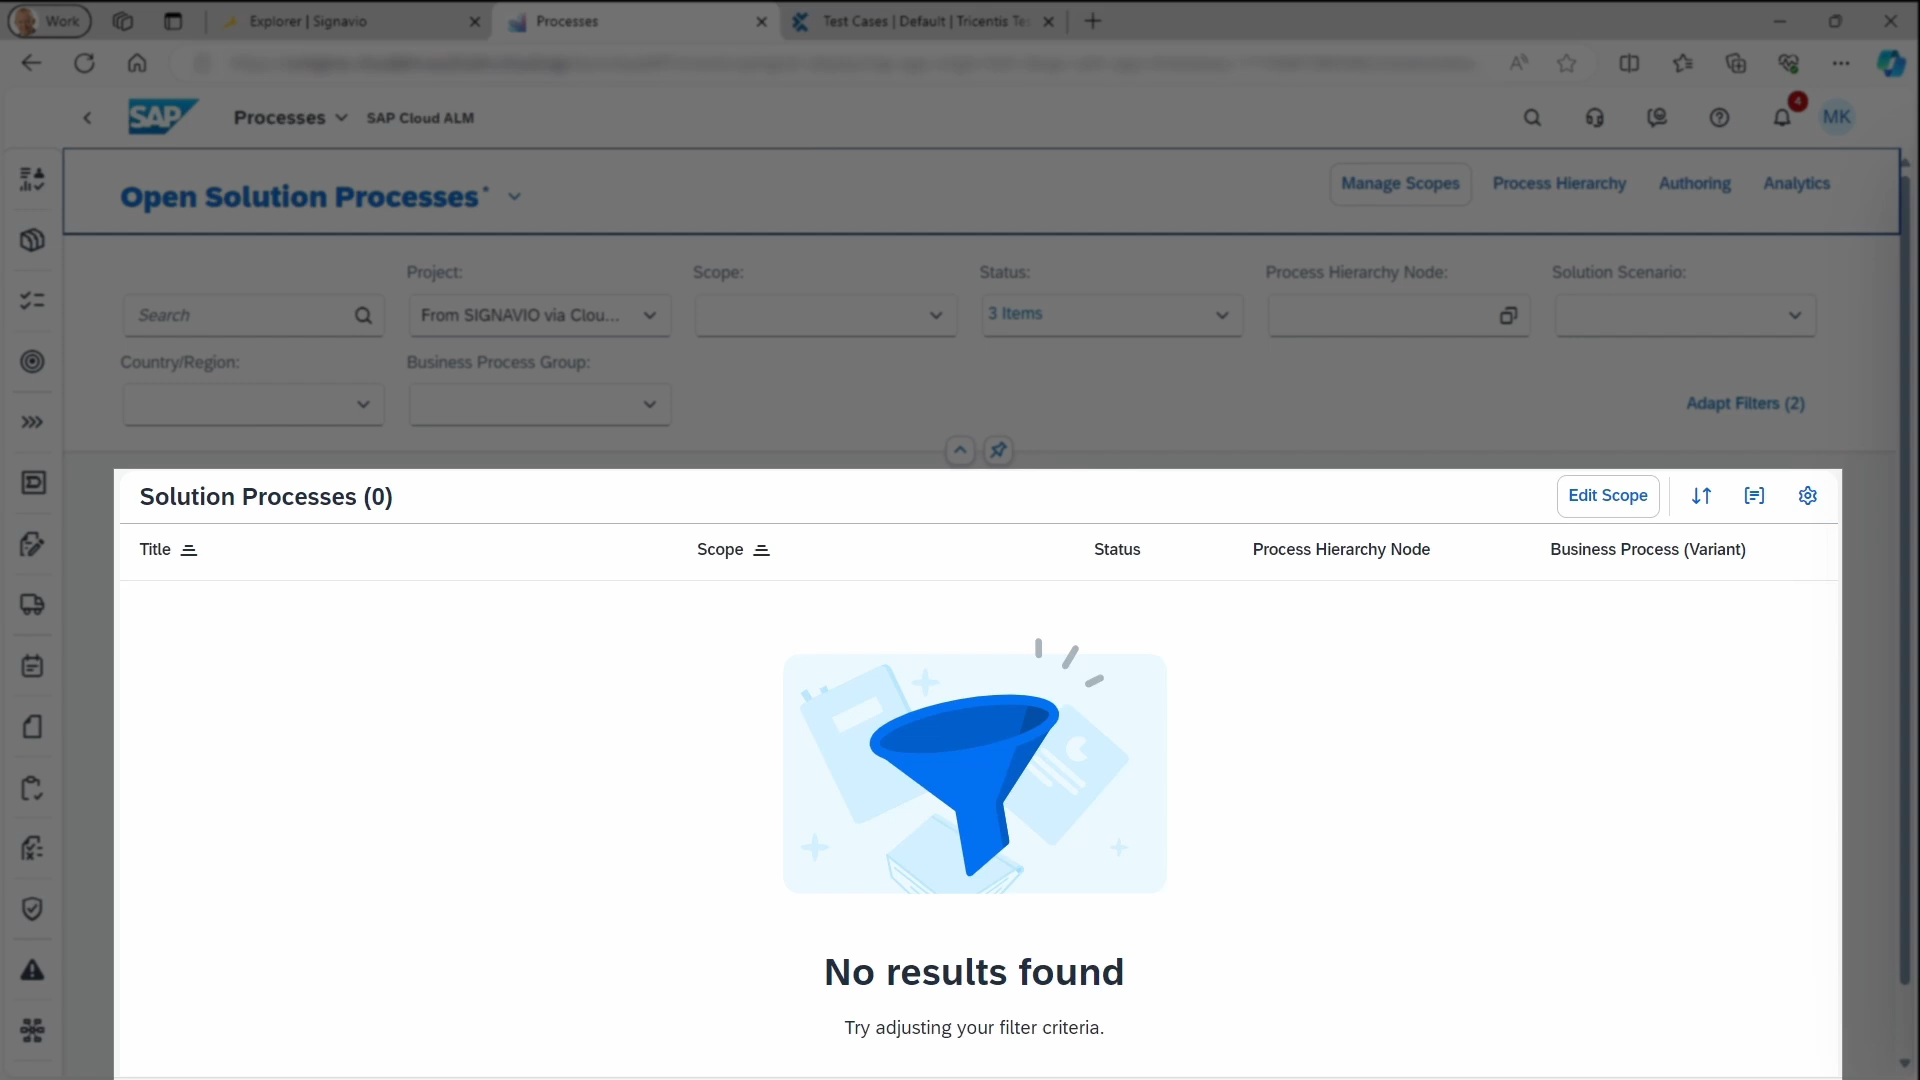 Work
Explorer | Signavio
Processes
Test Cases | Default | Tricentis Te
SAP
Processes
SAP Cloud ALM
4
MK
Open Solution Processes*
Manage Scopes
Process Hierarchy
Authoring
Analytics
Project:
Scope:
Status:
Process Hierarchy Node:
Solution Scenario:
Search
From SIGNAVIO via Clou...
3 Items
Country/Region:
Business Process Group:
Adapt Filters (2)
Solution Processes (0)
Edit Scope
Title
Scope
Status
Process Hierarchy Node
Business Process (Variant)
No results found
Try adjusting your filter criteria.